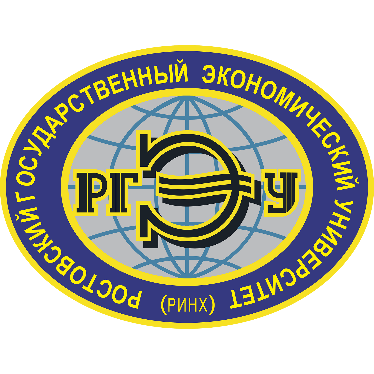 РОСТОВСКИЙ ГОСУДАРСТВЕННЫЙ ЭКОНОМИЧЕСКИЙ УНИВЕРСИТЕТ
РГЭУ
(РИНХ)